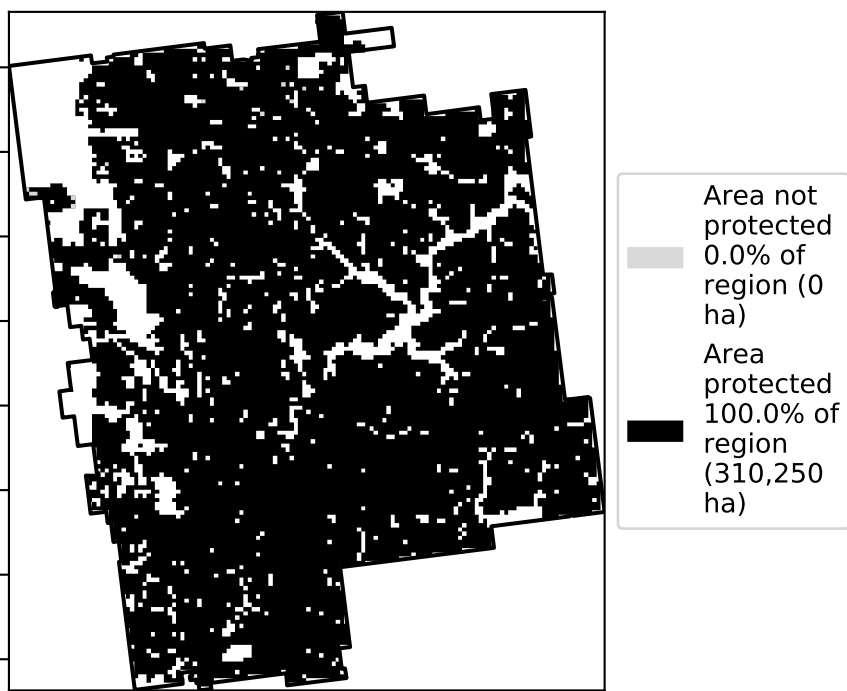 Area not
protected
0.0% of
region (0
ha)
Area
protected
100.0% of
region
(310,250
ha)